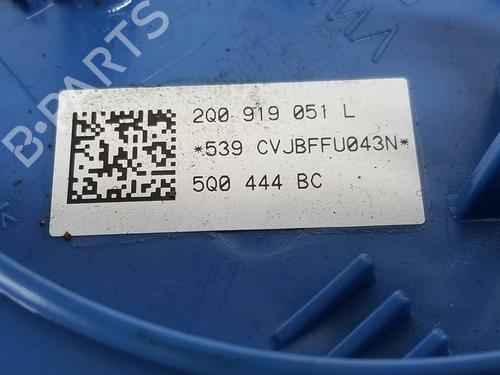 B-PARTS
2Q0 919 051 L
*539 CVJBFFU043N*
5Q0 444 BC